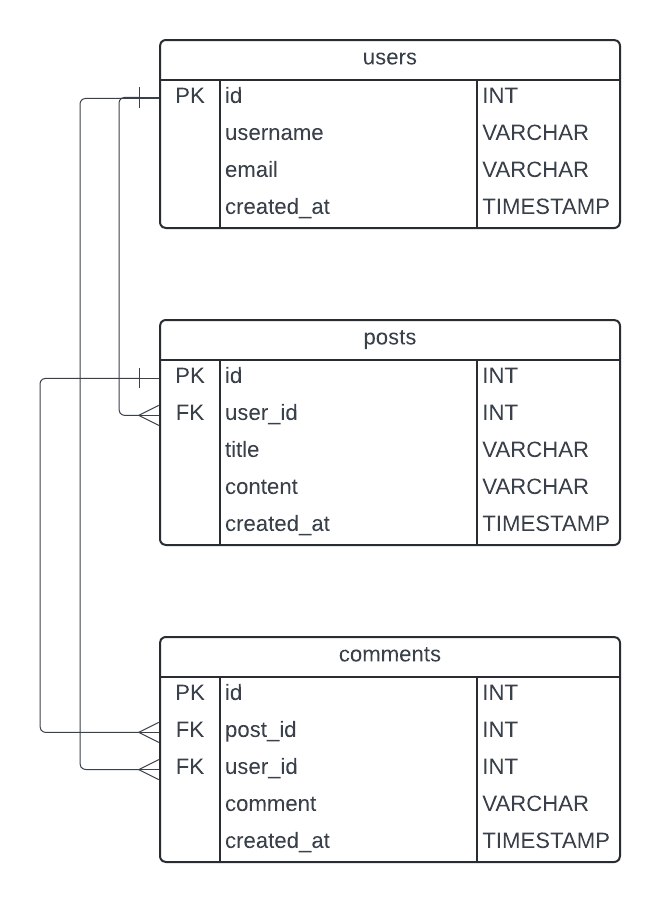 users
PK id INT
username VARCHAR
email VARCHAR
created_at TIMESTAMP
posts
PK id INT
FK user_id INT
title VARCHAR
content VARCHAR
created_at TIMESTAMP
comments
PK id INT
FK post_id INT
FK user_id INT
comment VARCHAR
created_at TIMESTAMP